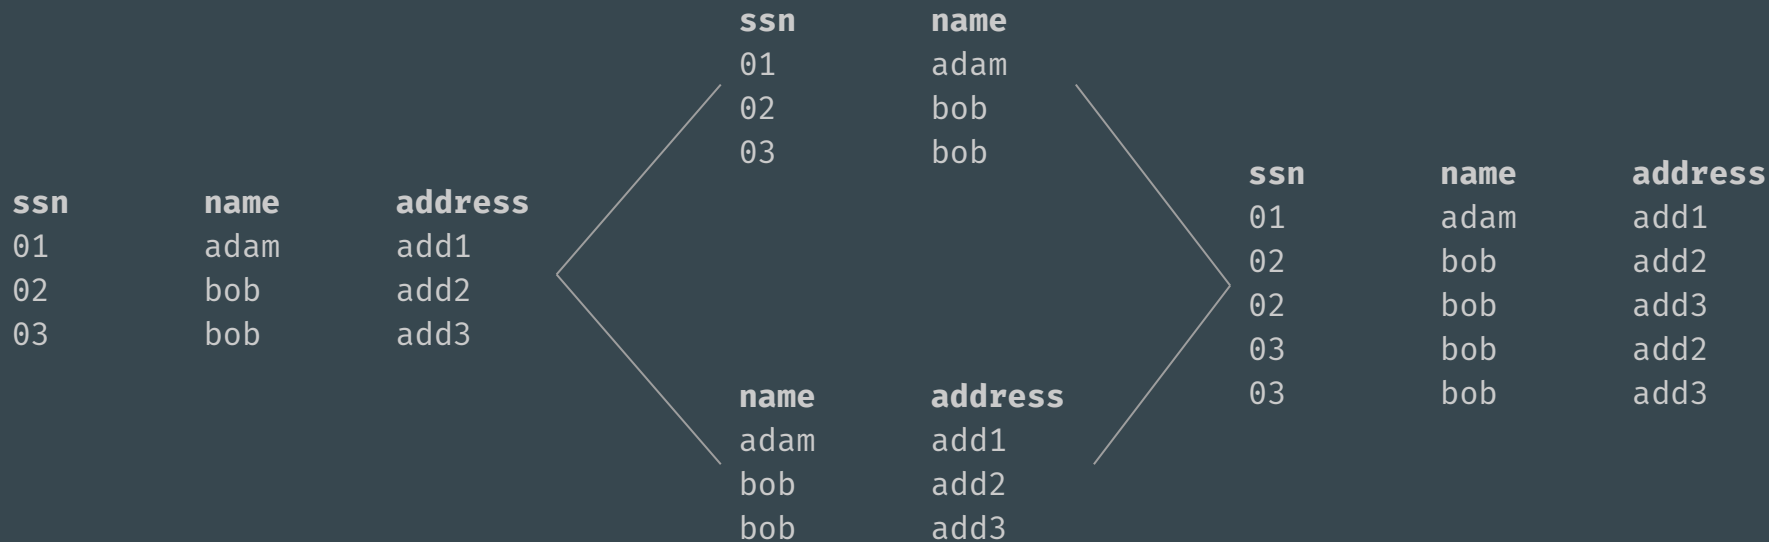 ssn name address
01 adam add1
02 bob add2
03 bob add3
ssn name
01 adam
02 bob
03 bob
name address
adam add1
bob add2
bob add3
ssn name address
01 adam add1
02 bob add2
02 bob add3
03 bob add2
03 bob add3